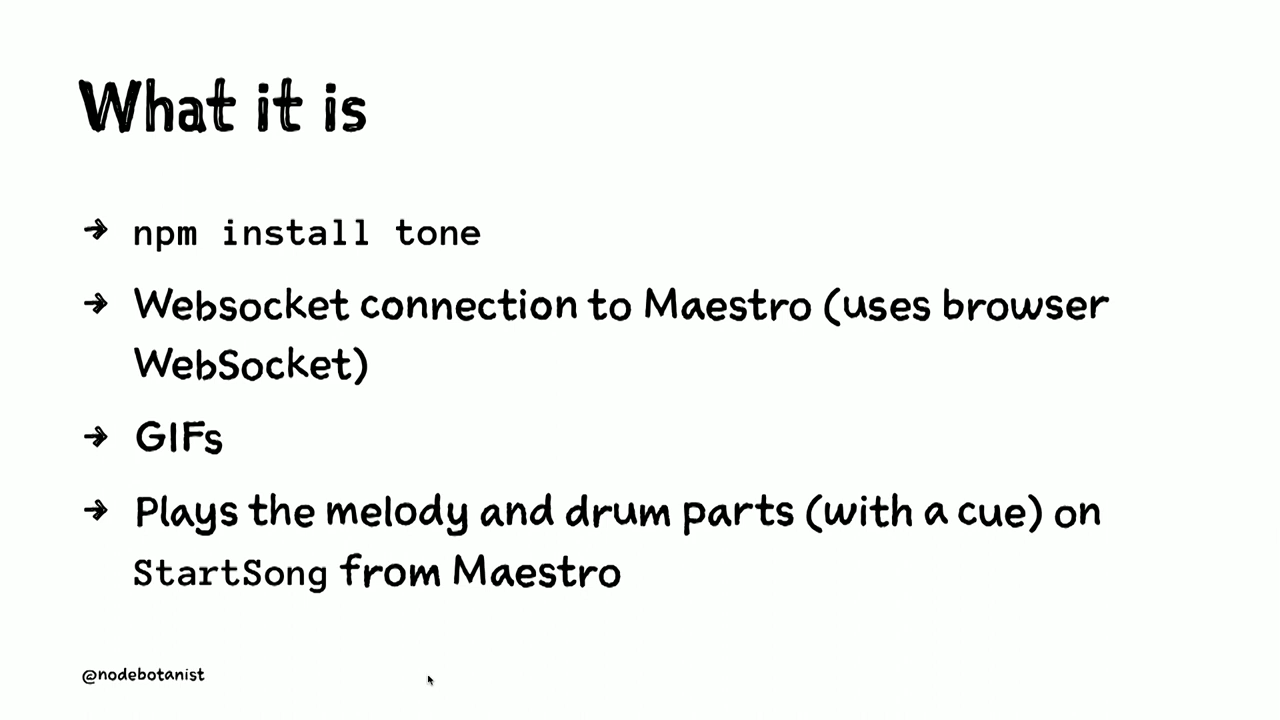 What it is
→ npm install tone
→ Websocket connection to Maestro (uses browser
WebSocket)
→ GIFs
→ Plays the melody and drum parts (with a cue) on
StartSong from Maestro
@nodebotanist